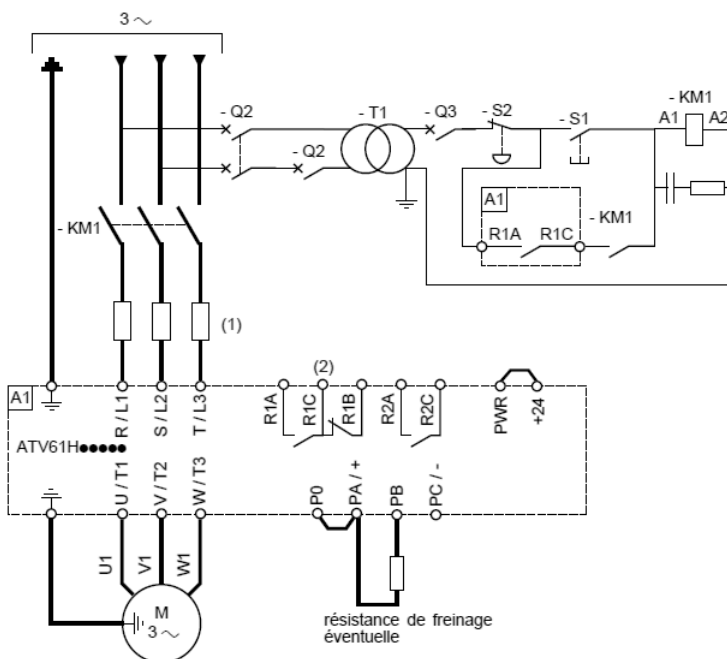 3 ~
- Q2
- T1
- Q3
- S2
- S1
- KM1
A1
A2
- Q2
A1
- KM1
R1A
R1C
- KM1
(1)
(2)
A1
R / L1
S / L2
T / L3
R1A
R1C
R1B
R2A
R2C
PWR
+24
ATV61H●●●●●
U / T1
V / T2
W / T3
P0
PA / +
PB
PC / -
U1
V1
W1
M
3 ~
résistance de freinage
éventuelle